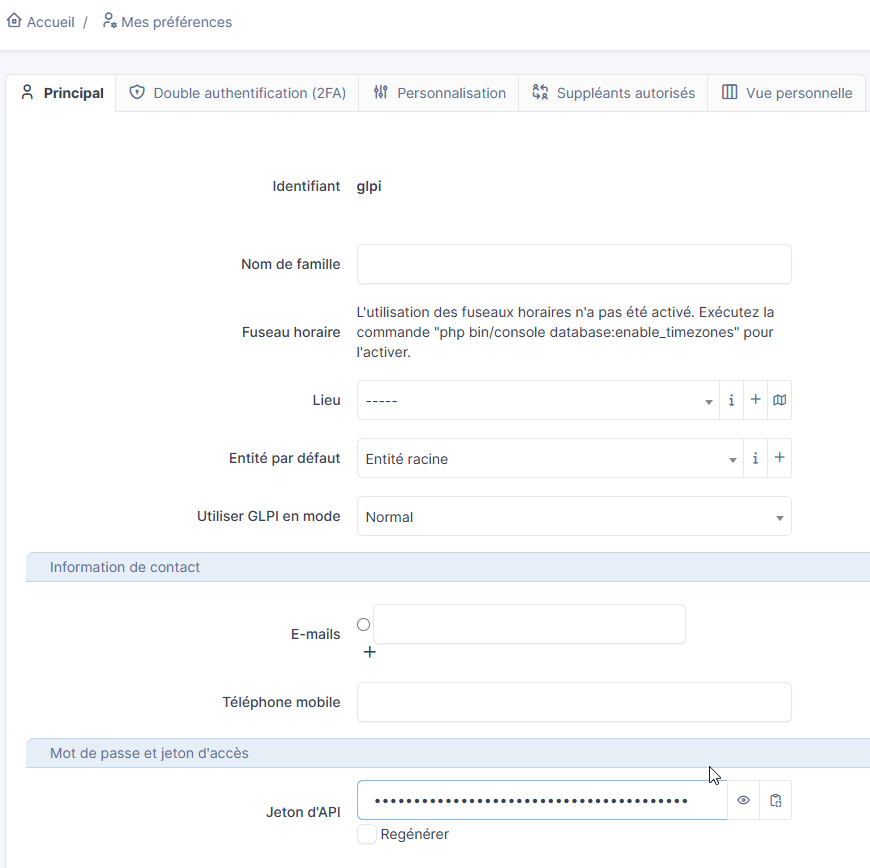 Accueil / Mes préférences
Principal Double authentification (2FA) Personnalisation Suppléants autorisés Vue personnelle
Identifiant glpi
Nom de famille
Fuseau horaire
L'utilisation des fuseaux horaires n'a pas été activé. Exécutez la
commande "php bin/console database:enable_timezones" pour
l'activer.
Lieu -----
Entité par défaut Entité racine
Utiliser GLPI en mode Normal
Information de contact
E-mails
+
Téléphone mobile
Mot de passe et jeton d'accès
Jeton d'API ••••••••••••••••••••••••••••••••••••••••
Regénérer